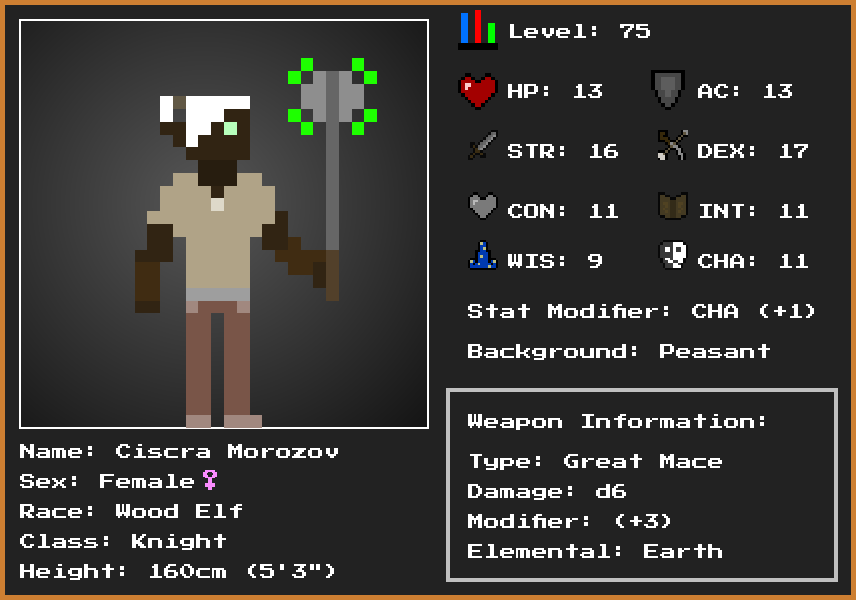 Level: 75
HP: 13
AC: 13
STR: 16
DEX: 17
CON: 11
INT: 11
WIS: 9
CHA: 11
Stat Modifier: CHA (+1)
Background: Peasant
Weapon Information:
Type: Great Mace
Damage: d6
Modifier: (+3)
Elemental: Earth
Name: Ciscra Morozov
Sex: Female♀
Race: Wood Elf
Class: Knight
Height: 160cm (5'3")